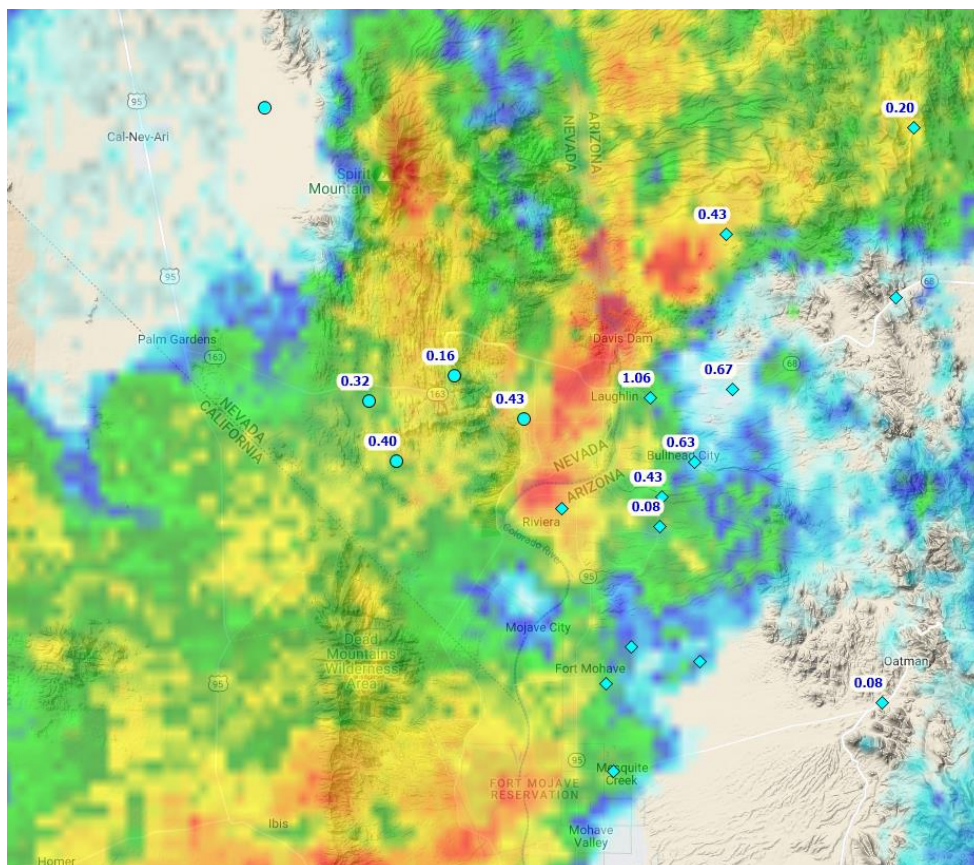 95
Cal-Nev-Ari
ARIZONA
NEVADA
0.20
Spirit
Mountain
0.43
95
68
Palm Gardens
163
Davis Dam
68
0.16
0.67
0.32
163
1.06
Laughlin
0.43
NEVADA
CALIFORNIA
0.40
NEVADA
ARIZONA
0.63
Bullhead City
0.43
0.08
Riviera
Colorado River
95
Mojave City
Dead
Mountains
Wilderness
Area
Fort Mohave
Oatman
95
0.08
95
Mesquite
Creek
FORT MOJAVE
RESERVATION
Ibis
Mohave
Valley
Homer